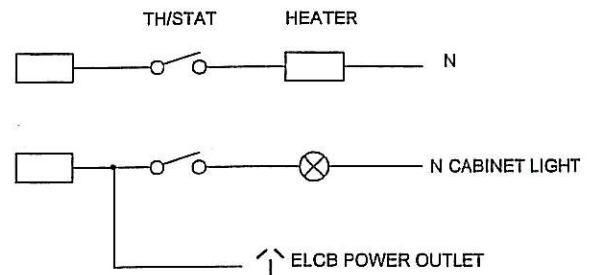 TH/STAT HEATER
N
N CABINET LIGHT
ELCB POWER OUTLET